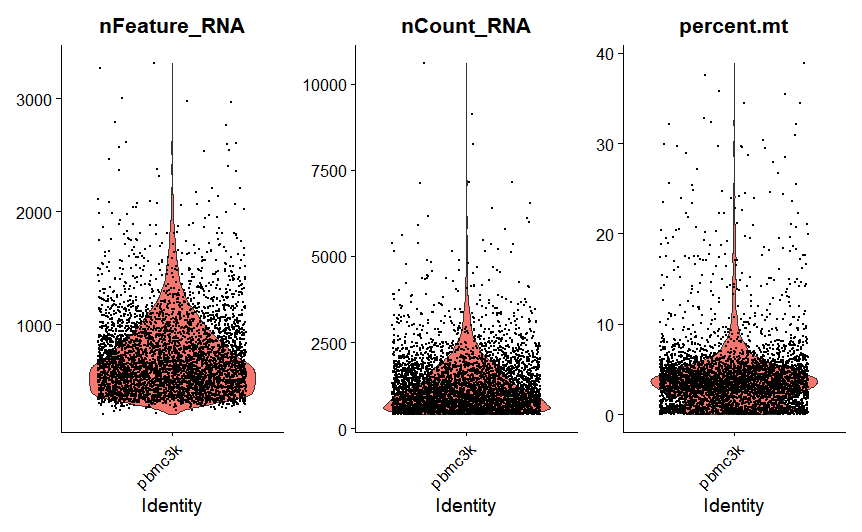 nFeature_RNA
3000
2000
1000
pbmc3k
Identity
nCount_RNA
10000
7500
5000
2500
0
pbmc3k
Identity
percent.mt
40
30
20
10
0
pbmc3k
Identity